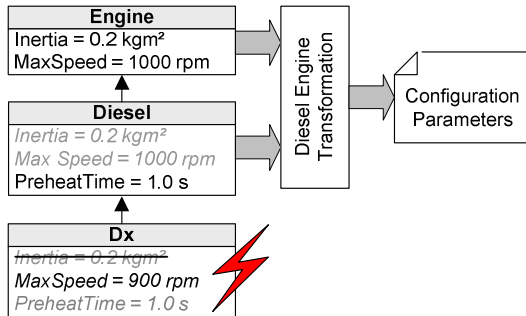 Engine
Inertia = 0.2 kgm²
MaxSpeed = 1000 rpm
Diesel
Inertia = 0.2 kgm²
Max Speed = 1000 rpm
PreheatTime = 1.0 s
Dx
Inertia = 0.2 kgm²
MaxSpeed = 900 rpm
PreheatTime = 1.0 s
Diesel Engine
Transformation
Configuration
Parameters